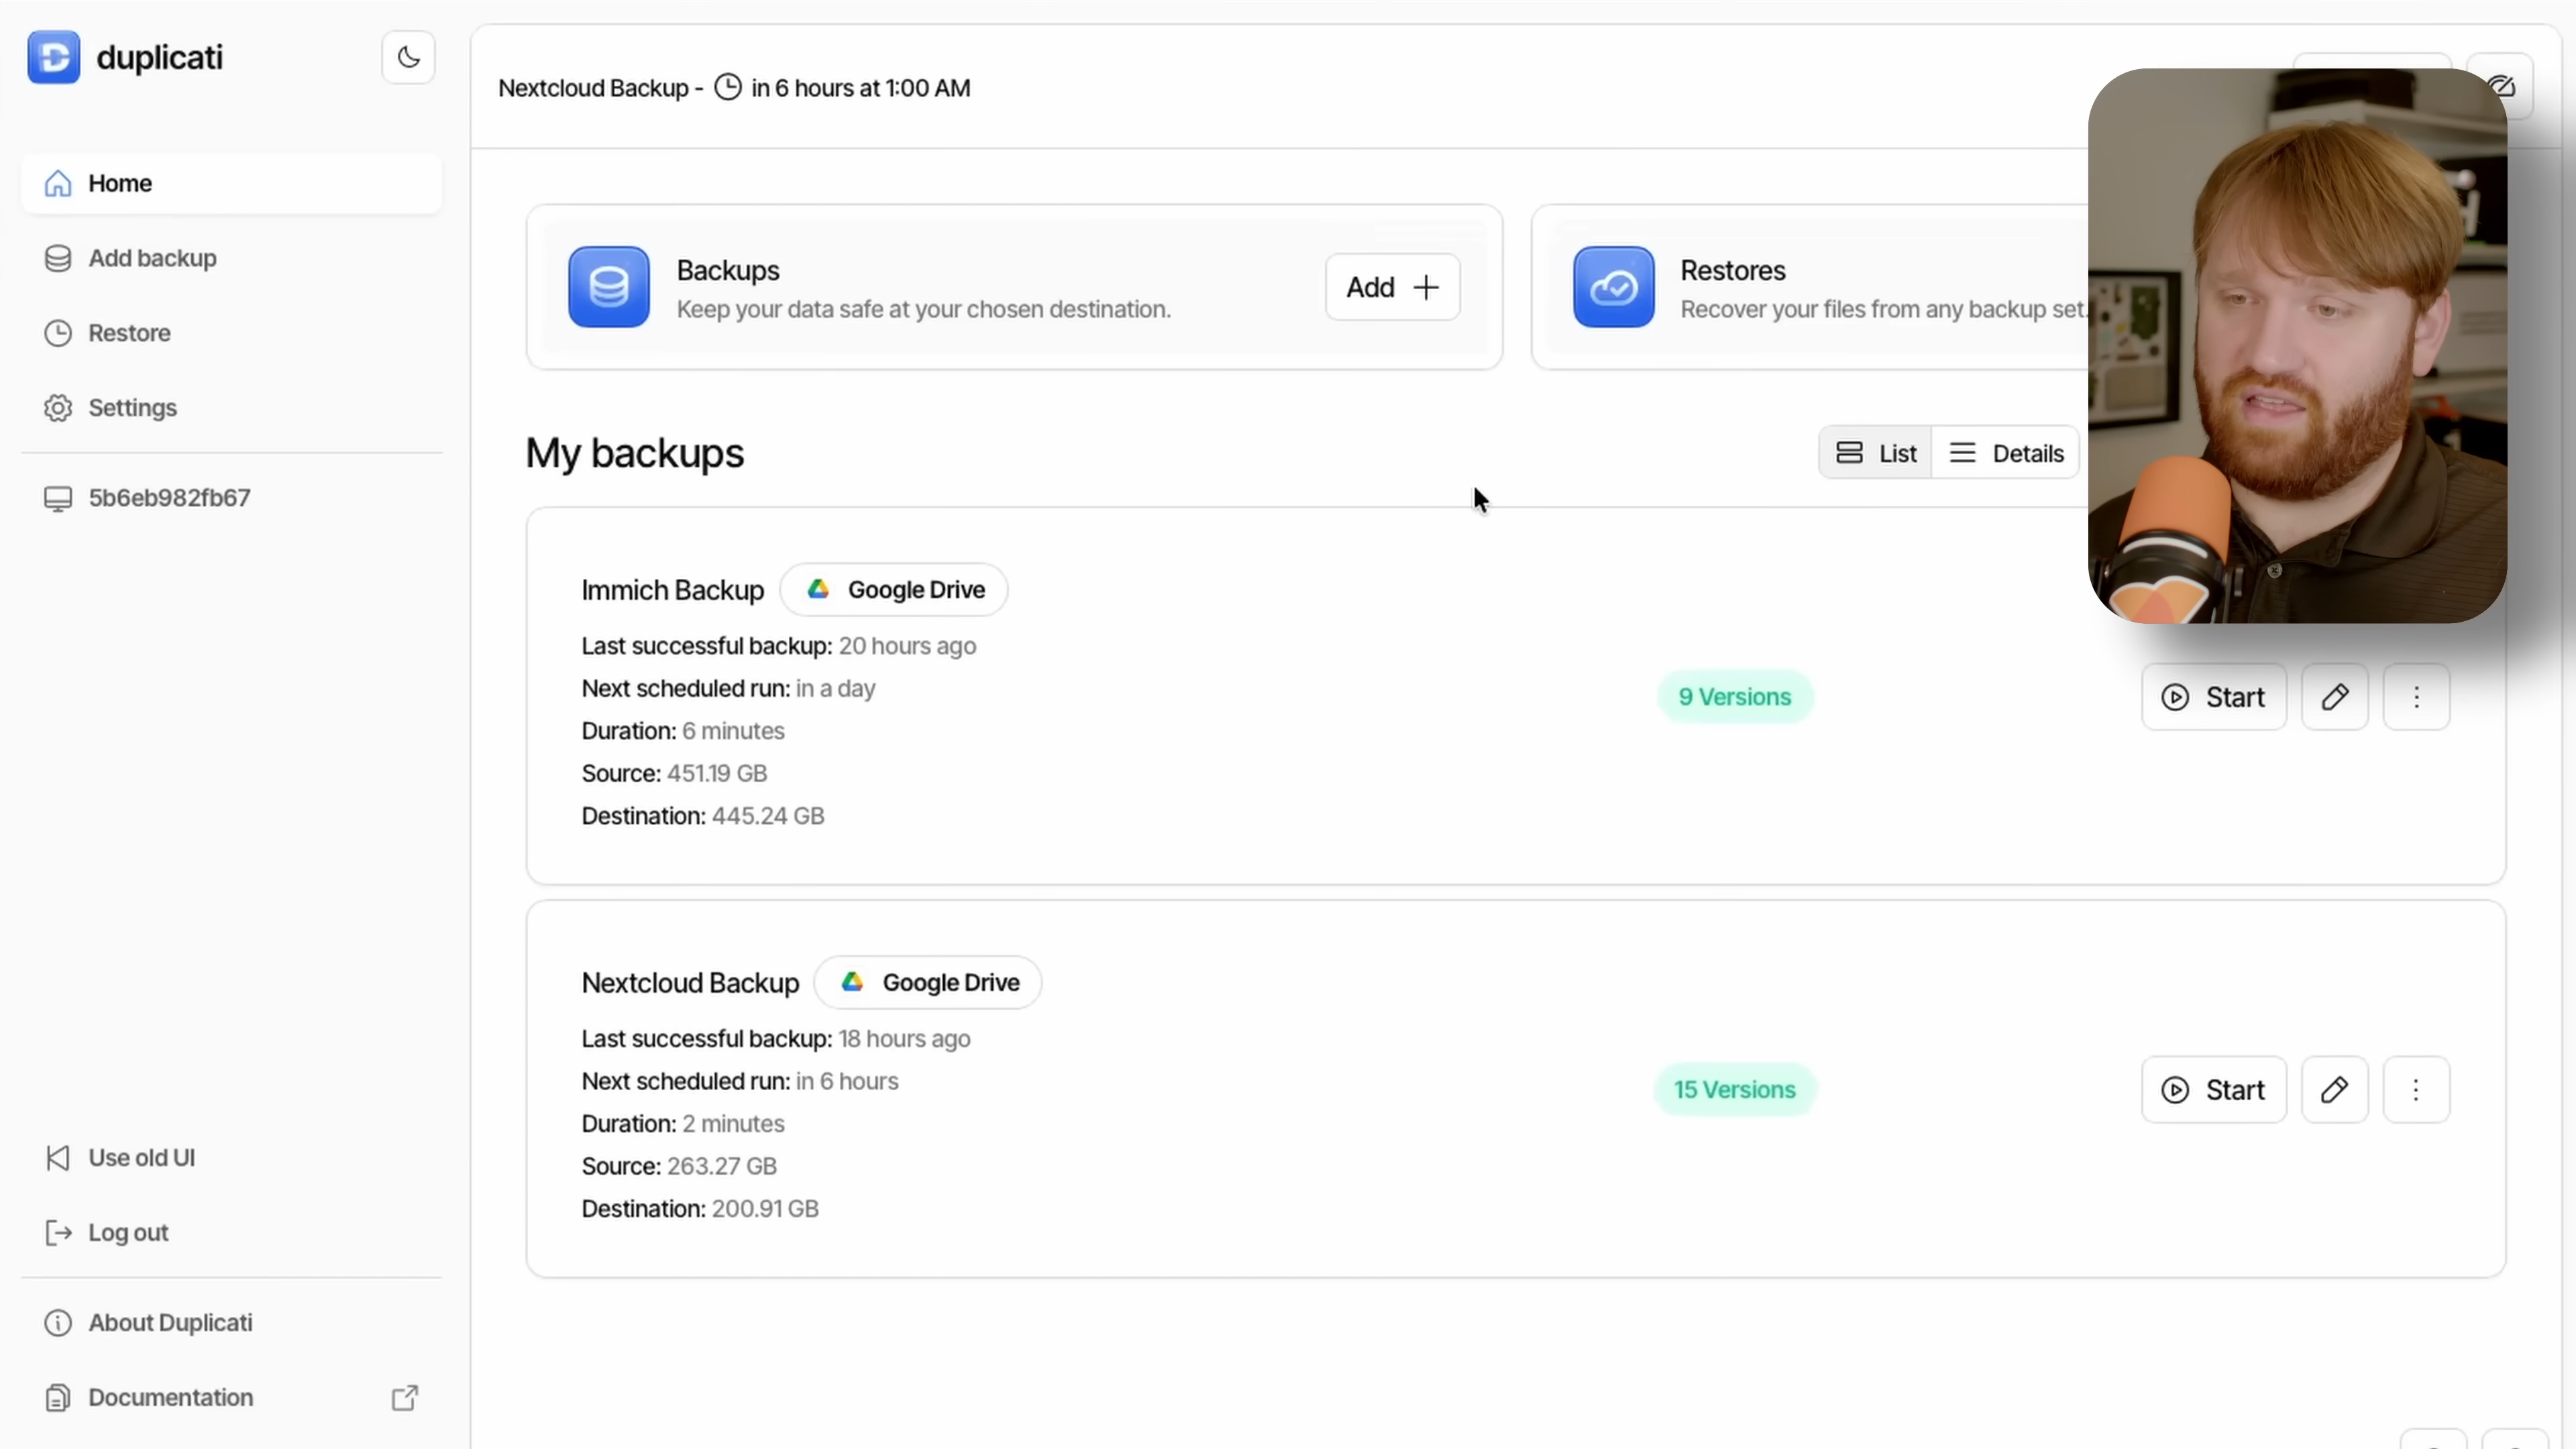 duplicati
Home
Add backup
Restore
Settings
5b6eb982fb67
Use old UI
Log out
About Duplicati
Documentation
Nextcloud Backup - in 6 hours at 1:00 AM
Backups
Keep your data safe at your chosen destination.
Add
Restores
Recover your files from any backup set.
My backups
List
Details
Immich Backup
Google Drive
Last successful backup: 20 hours ago
Next scheduled run: in a day
Duration: 6 minutes
Source: 451.19 GB
Destination: 445.24 GB
9 Versions
Start
Nextcloud Backup
Google Drive
Last successful backup: 18 hours ago
Next scheduled run: in 6 hours
Duration: 2 minutes
Source: 263.27 GB
Destination: 200.91 GB
15 Versions
Start